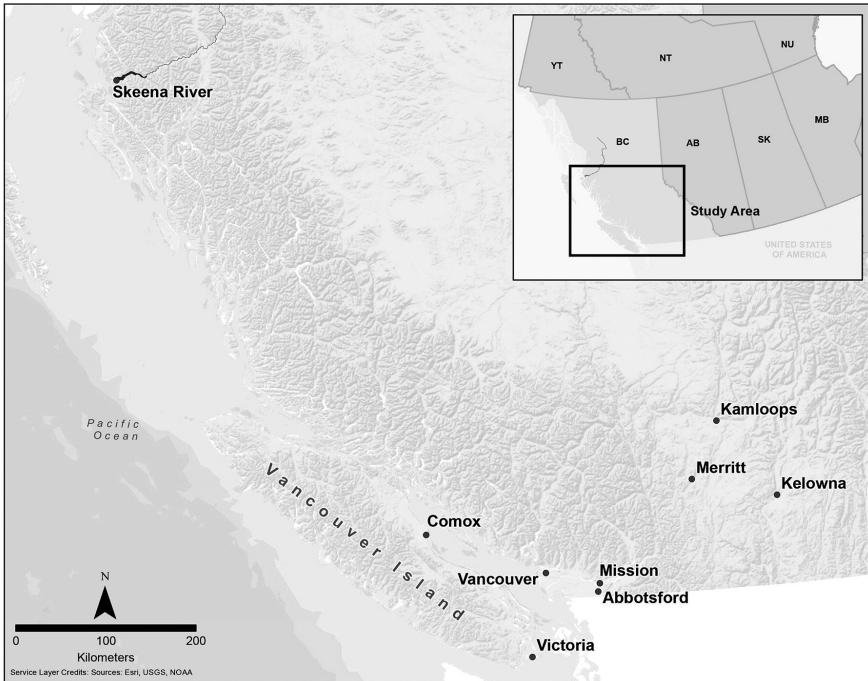 YT
NT
NU
BC
AB
SK
MB
Study Area
UNITED STATES
OF AMERICA
Skeena River
Pacific
Ocean
Kamloops
Merritt
Kelowna
Vancouver Island
Comox
Vancouver
Mission
Abbotsford
Victoria
N
0 100 200
Kilometers
Service Layer Credits: Sources: Esri, USGS, NOAA